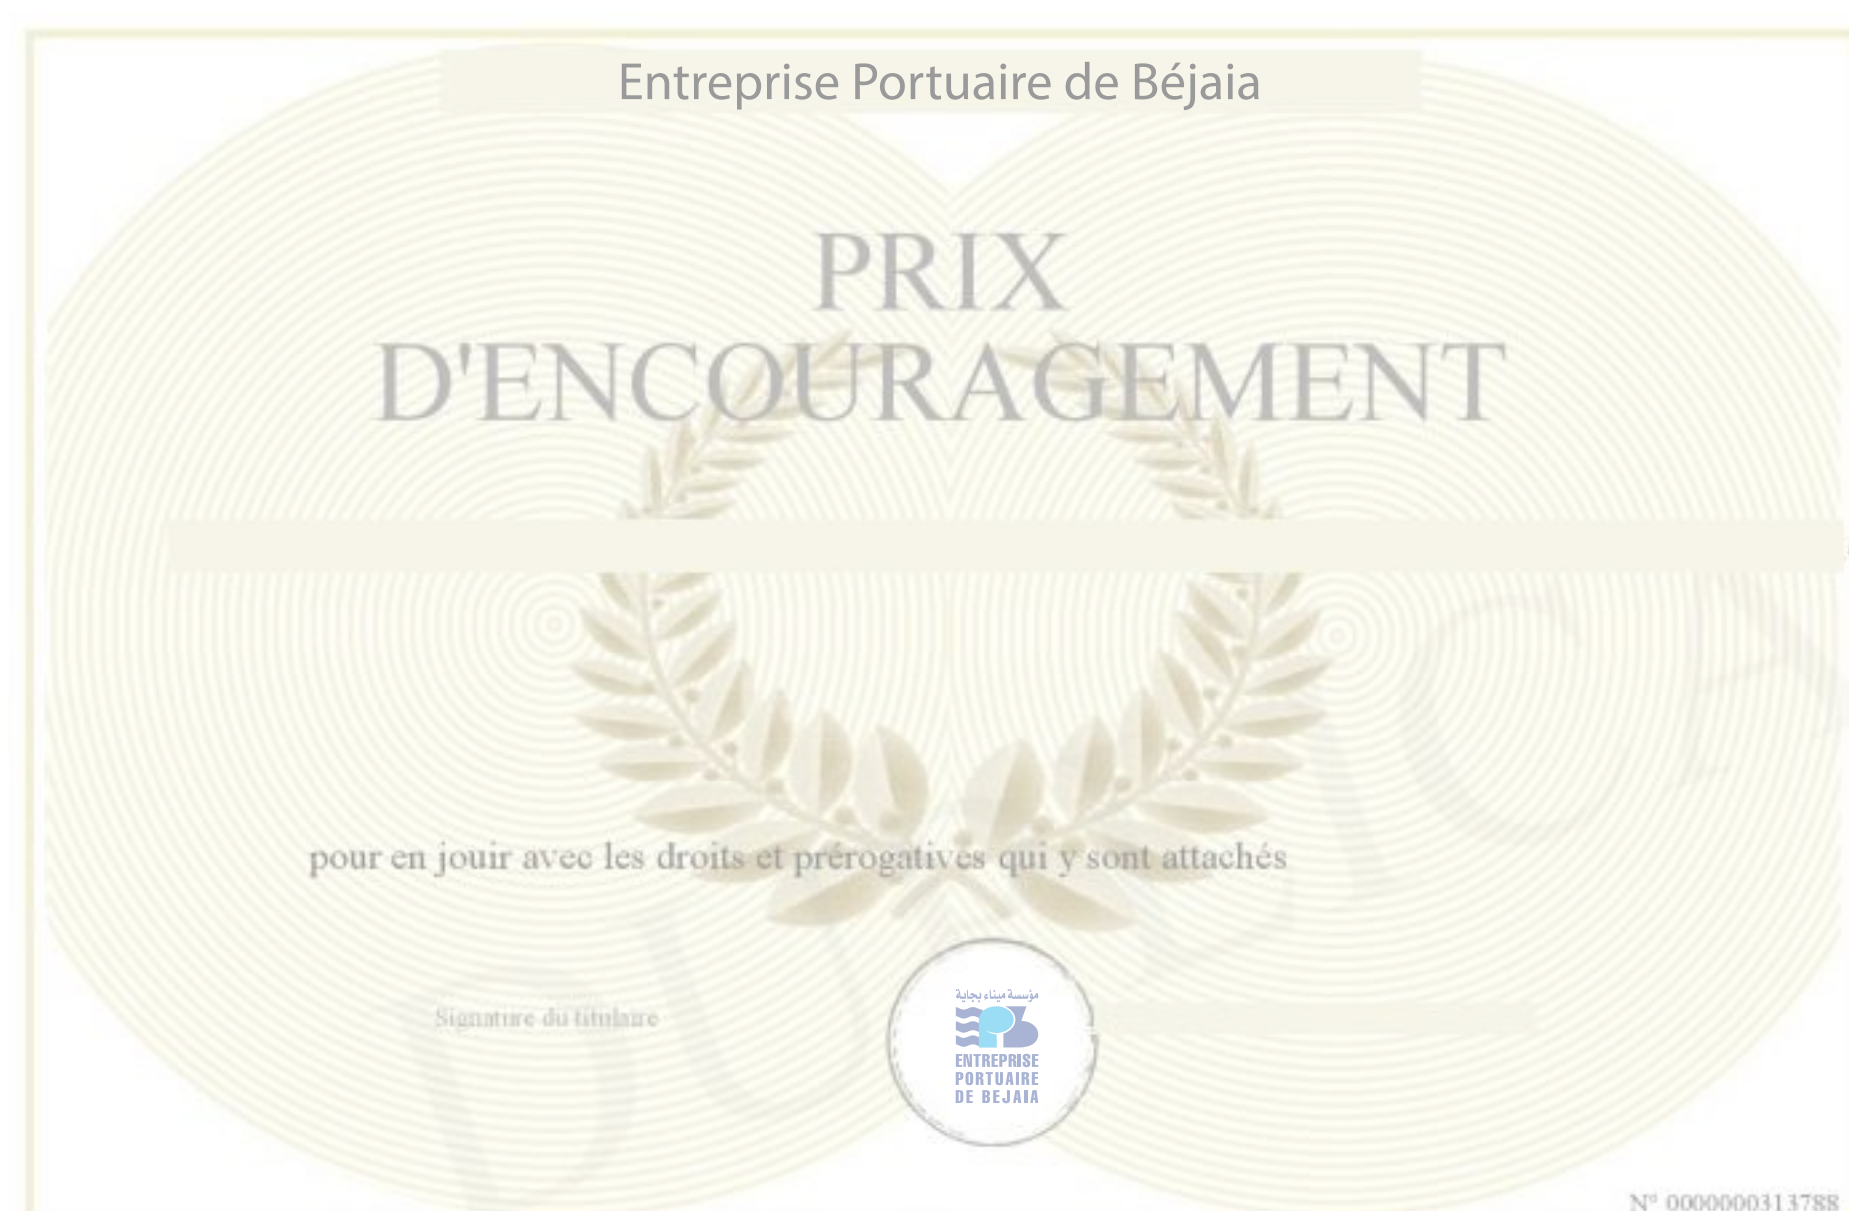 Entreprise Portuaire de Béjaia
PRIX
D'ENCOURAGEMENT
pour en jouir avec les droits et prérogatives qui y sont attachés
Signature du titulaire
مؤسسة ميناء بجاية
ENTREPRISE
PORTUAIRE
DE BEJAIA
N° 0000000313788